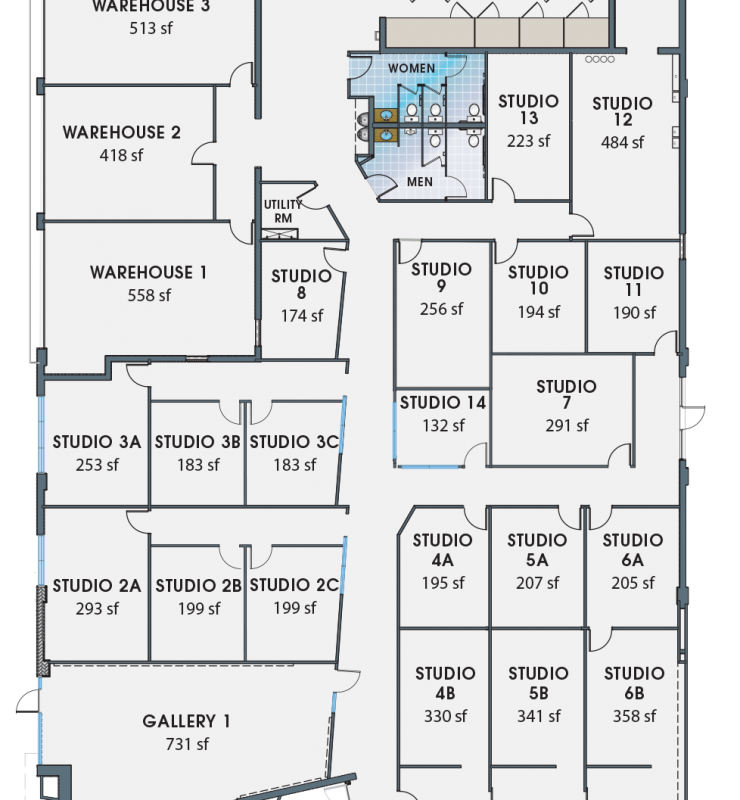 WAREHOUSE 3
513 sf
WOMEN
STUDIO
13
223 sf
STUDIO
12
484 sf
WAREHOUSE 2
418 sf
MEN
UTILITY
RM
WAREHOUSE 1
558 sf
STUDIO
8
174 sf
STUDIO
9
256 sf
STUDIO
10
194 sf
STUDIO
11
190 sf
STUDIO 14
132 sf
STUDIO
7
291 sf
STUDIO 3A
253 sf
STUDIO 3B
183 sf
STUDIO 3C
183 sf
STUDIO 2A
293 sf
STUDIO 2B
199 sf
STUDIO 2C
199 sf
STUDIO
4A
195 sf
STUDIO
5A
207 sf
STUDIO
6A
205 sf
STUDIO
4B
330 sf
STUDIO
5B
341 sf
STUDIO
6B
358 sf
GALLERY 1
731 sf